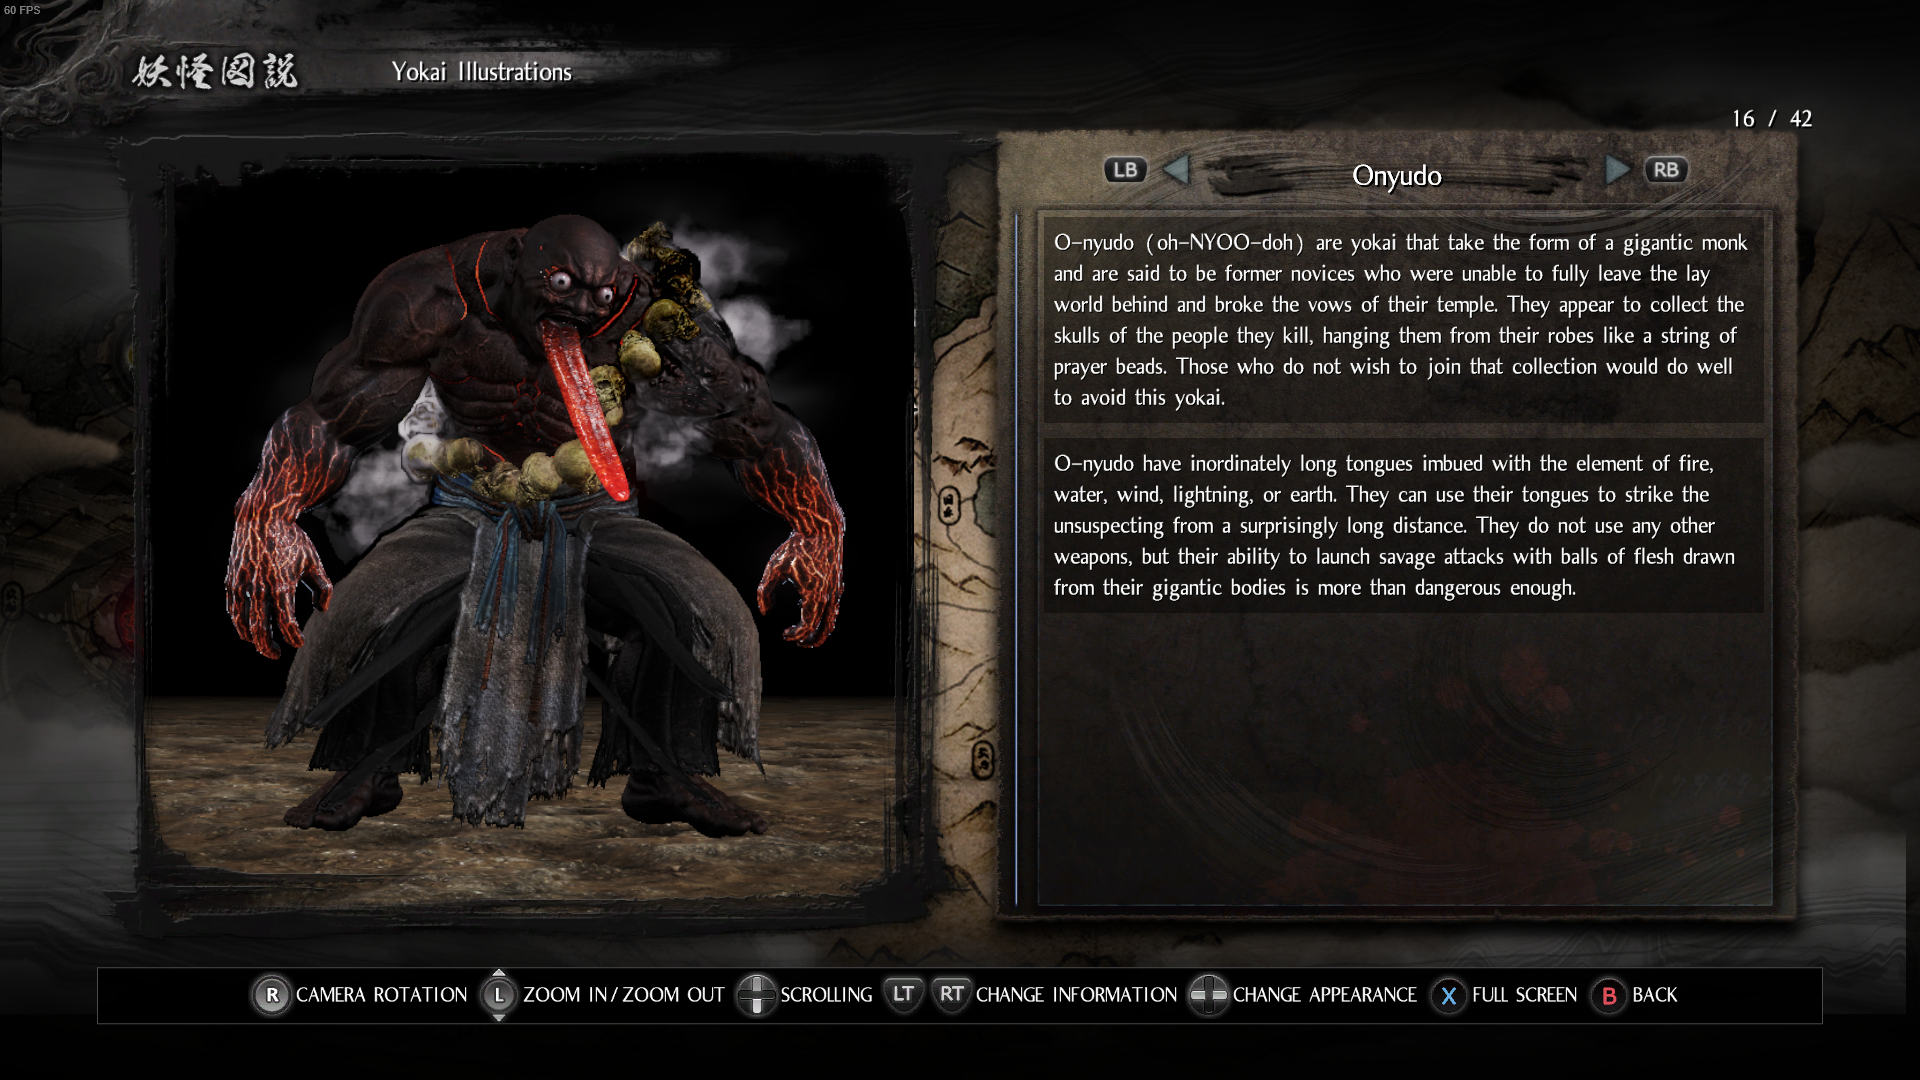 60 FPS
妖怪図説
Yokai Illustrations
16 / 42
LB
Onyudo
RB
O-nyudo (oh-NYOO-doh) are yokai that take the form of a gigantic monk
and are said to be former novices who were unable to fully leave the lay
world behind and broke the vows of their temple. They appear to collect the
skulls of the people they kill, hanging them from their robes like a string of
prayer beads. Those who do not wish to join that collection would do well
to avoid this yokai.
O-nyudo have inordinately long tongues imbued with the element of fire,
water, wind, lightning, or earth. They can use their tongues to strike the
unsuspecting from a surprisingly long distance. They do not use any other
weapons, but their ability to launch savage attacks with balls of flesh drawn
from their gigantic bodies is more than dangerous enough.
R CAMERA ROTATION L ZOOM IN/ZOOM OUT SCROLLING LT RT CHANGE INFORMATION CHANGE APPEARANCE X FULL SCREEN B BACK